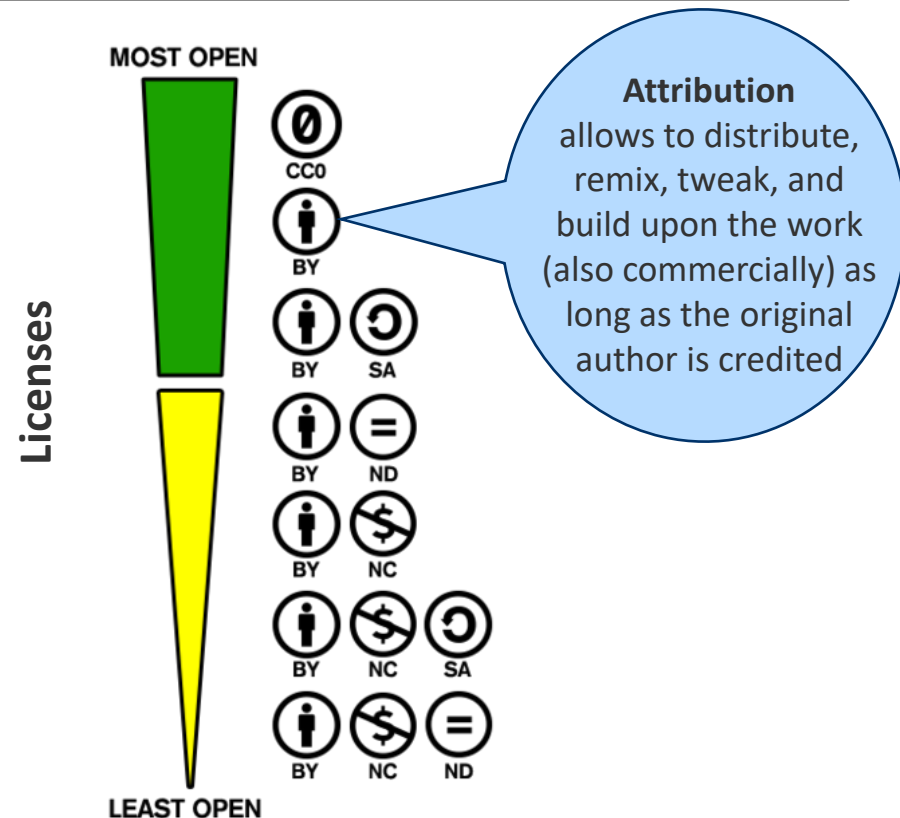 MOST OPEN
Attribution
allows to distribute,
remix, tweak, and
build upon the work
(also commercially) as
long as the original
author is credited
Licenses
0
CC0
BY
BY SA
=
BY ND
$
BY NC
$
BY NC SA
$ =
BY NC ND
LEAST OPEN